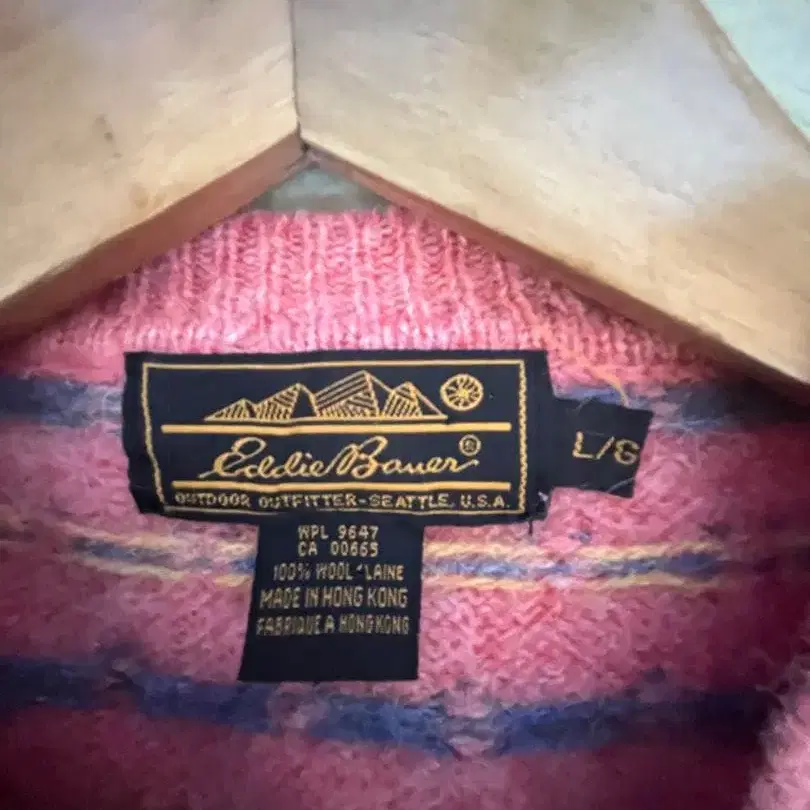 Eddie Bauer®
OUTDOOR OUTFITTER-SEATTLE, U.S.A.
L/G
WPL 9647
CA 00665
100% WOOL-LAINE
MADE IN HONG KONG
FABRIQUE A HONG KONG